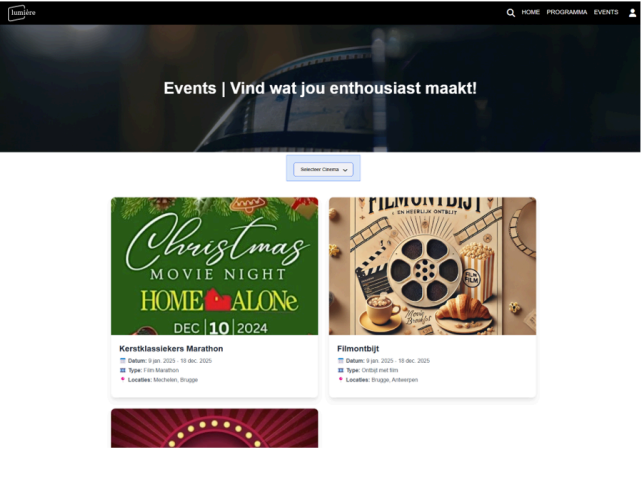 lumière
HOME PROGRAMMA EVENTS
Events | Vind wat jou enthousiast maakt!
Selecteer Cinema
Christmas
MOVIE NIGHT
HOME ALONe
DEC | 10 | 2024
FILMONTBIJT
EN HEERLIJK ONTBIJT
FILM
FILM
Movie
Breakfast
Kerstklassiekers Marathon
Datum: 9 jan. 2025 - 18 dec. 2025
Type: Film Marathon
Locaties: Mechelen, Brugge
Filmontbijt
Datum: 9 jan. 2025 - 18 dec. 2025
Type: Ontbijt met film
Locaties: Brugge, Antwerpen